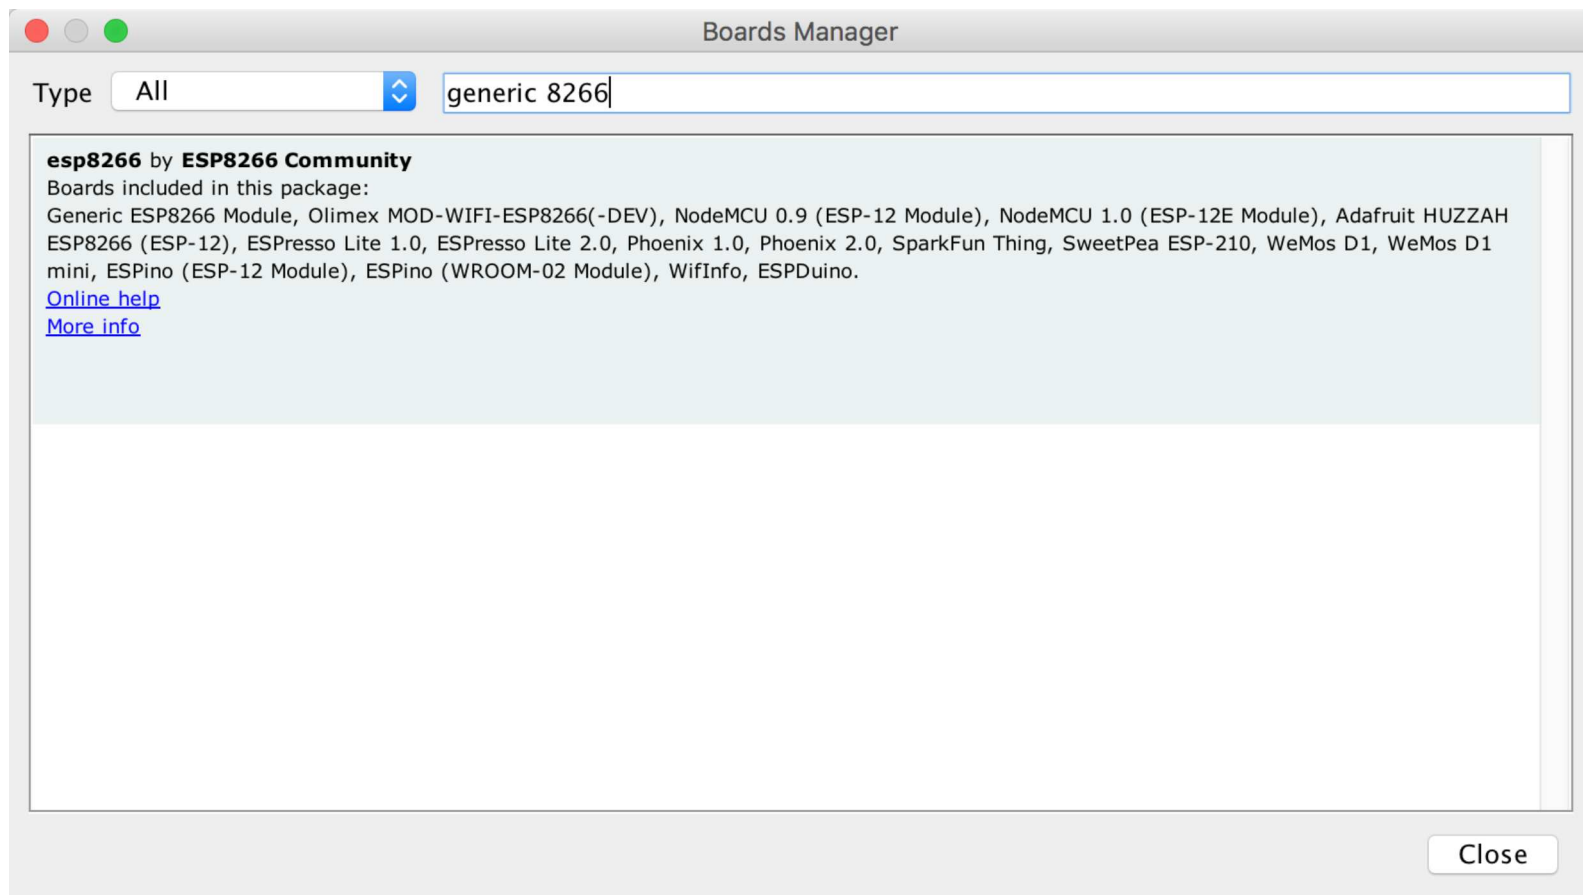 Boards Manager
Type All generic 8266
esp8266 by ESP8266 Community
Boards included in this package:
Generic ESP8266 Module, Olimex MOD-WIFI-ESP8266(-DEV), NodeMCU 0.9 (ESP-12 Module), NodeMCU 1.0 (ESP-12E Module), Adafruit HUZZAH
ESP8266 (ESP-12), ESPresso Lite 1.0, ESPresso Lite 2.0, Phoenix 1.0, Phoenix 2.0, SparkFun Thing, SweetPea ESP-210, WeMos D1, WeMos D1
mini, ESPino (ESP-12 Module), ESPino (WROOM-02 Module), WifInfo, ESPDuino.
Online help
More info
Close